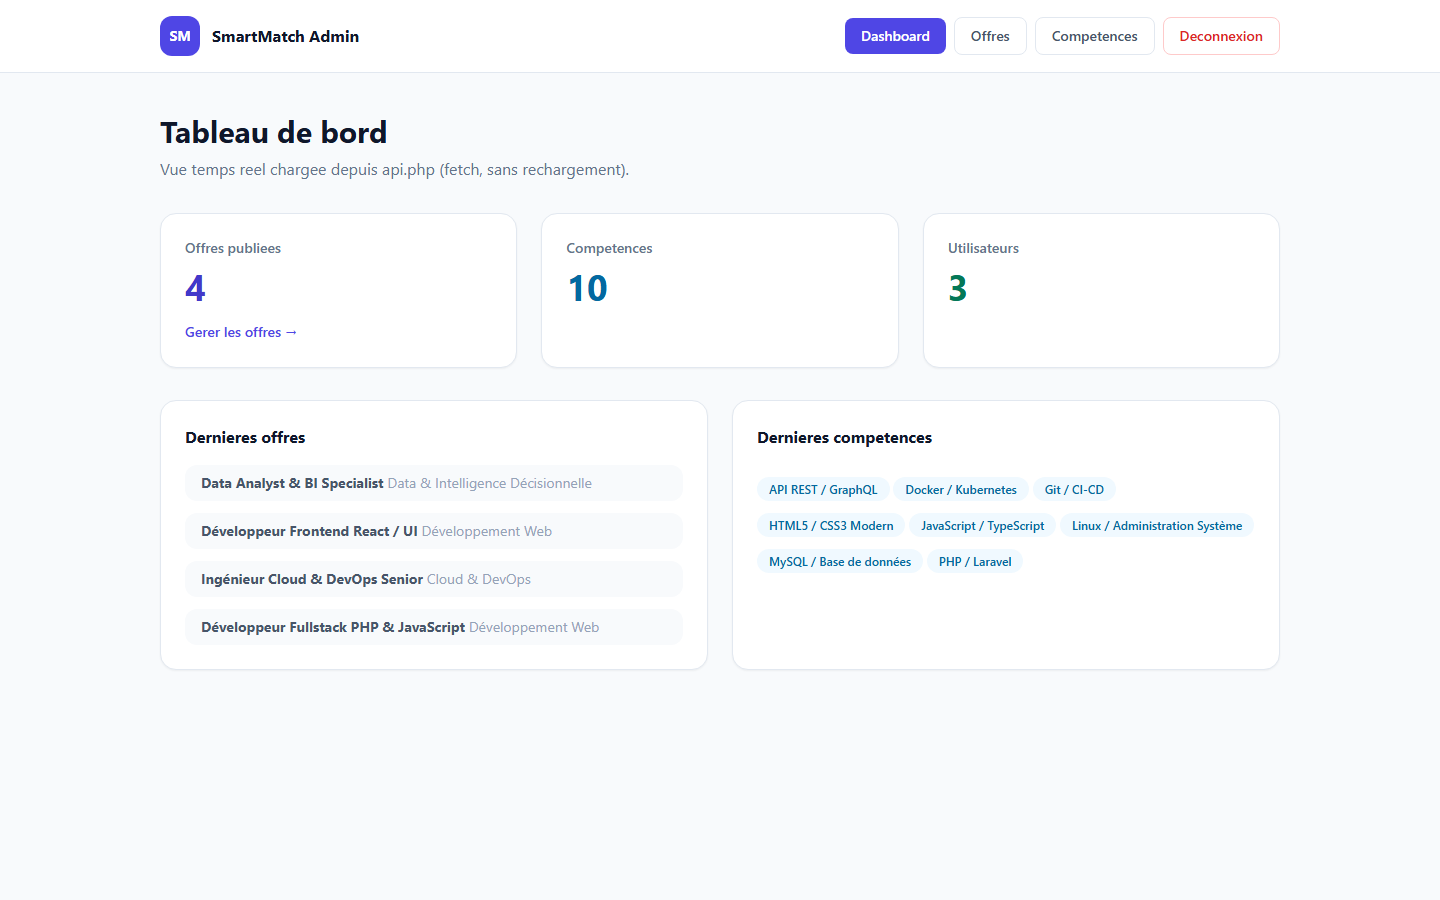 SM SmartMatch Admin Dashboard Offres Competences Deconnexion
Tableau de bord
Vue temps reel chargee depuis api.php (fetch, sans rechargement).
Offres publiees
4
Gerer les offres →
Competences
10
Utilisateurs
3
Dernieres offres
Data Analyst & BI Specialist Data & Intelligence Décisionnelle
Développeur Frontend React / UI Développement Web
Ingénieur Cloud & DevOps Senior Cloud & DevOps
Développeur Fullstack PHP & JavaScript Développement Web
Dernieres competences
API REST / GraphQL Docker / Kubernetes Git / CI-CD
HTML5 / CSS3 Modern JavaScript / TypeScript Linux / Administration Système
MySQL / Base de données PHP / Laravel